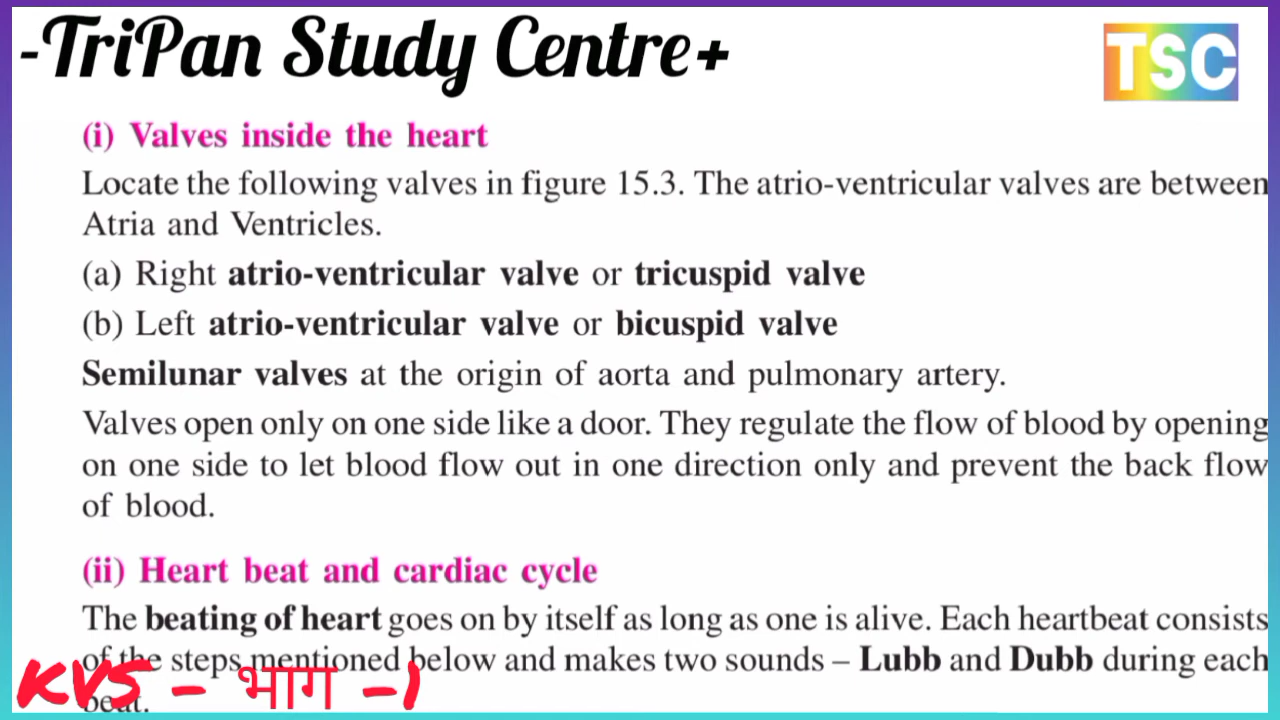 -TriPan Study Centre+
TSC
(i) Valves inside the heart
Locate the following valves in figure 15.3. The atrio-ventricular valves are between
Atria and Ventricles.
(a) Right atrio-ventricular valve or tricuspid valve
(b) Left atrio-ventricular valve or bicuspid valve
Semilunar valves at the origin of aorta and pulmonary artery.
Valves open only on one side like a door. They regulate the flow of blood by opening
on one side to let blood flow out in one direction only and prevent the back flow
of blood.
(ii) Heart beat and cardiac cycle
The beating of heart goes on by itself as long as one is alive. Each heartbeat consists
of the steps mentioned below and makes two sounds – Lubb and Dubb during each
beat.
KVS - भाग -1